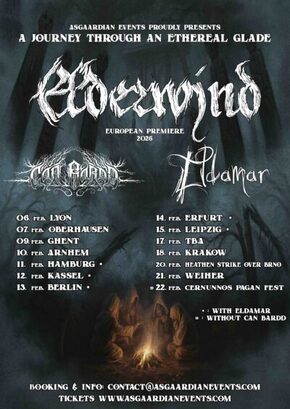 ASGAARDIAN EVENTS PROUDLY PRESENTS
A JOURNEY THROUGH AN ETHEREAL GLADE
Elderwind
EUROPEAN PREMIERE
2026
CAN BARDD
Eldamar
06. FEB. LYON
07. FEB. OBERHAUSEN
09. FEB. GHENT
10. FEB. ARNHEM
11. FEB. HAMBURG •
12. FEB. KASSEL •
13. FEB. BERLIN •
14. FEB. ERFURT •
15. FEB. LEIPZIG •
17. FEB. TBA
18. FEB. KRAKOW
20. FEB. HEATHEN STRIKE OVER BRNO
21. FEB. WEIHER
¤22. FEB. CERNUNNOS PAGAN FEST
• : WITH ELDAMAR
¤ : WITHOUT CAN BARDD
BOOKING & INFO: CONTACT@ASGAARDIANEVENTS.COM
TICKETS WWW.ASGAARDIANEVENTS.COM